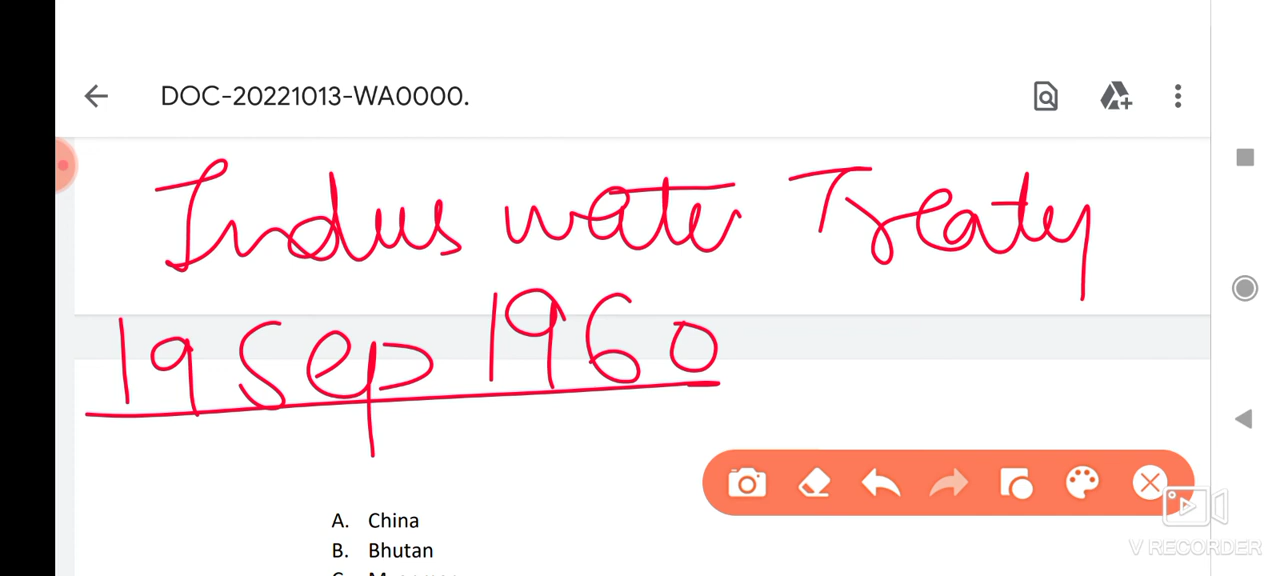 DOC-20221013-WA0000.
Indus water Treaty
19 Sep 1960
A. China
B. Bhutan
V RECORDER